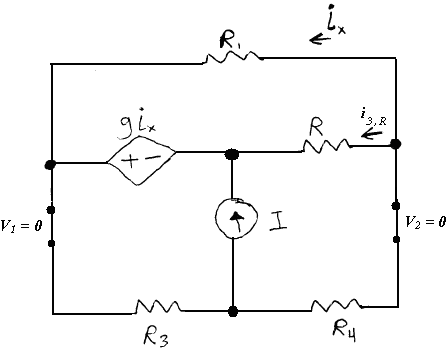 R₁
iₓ
giₓ
R
i₃,R
+ −
I
V₁ = 0
V₂ = 0
R₃
R₄